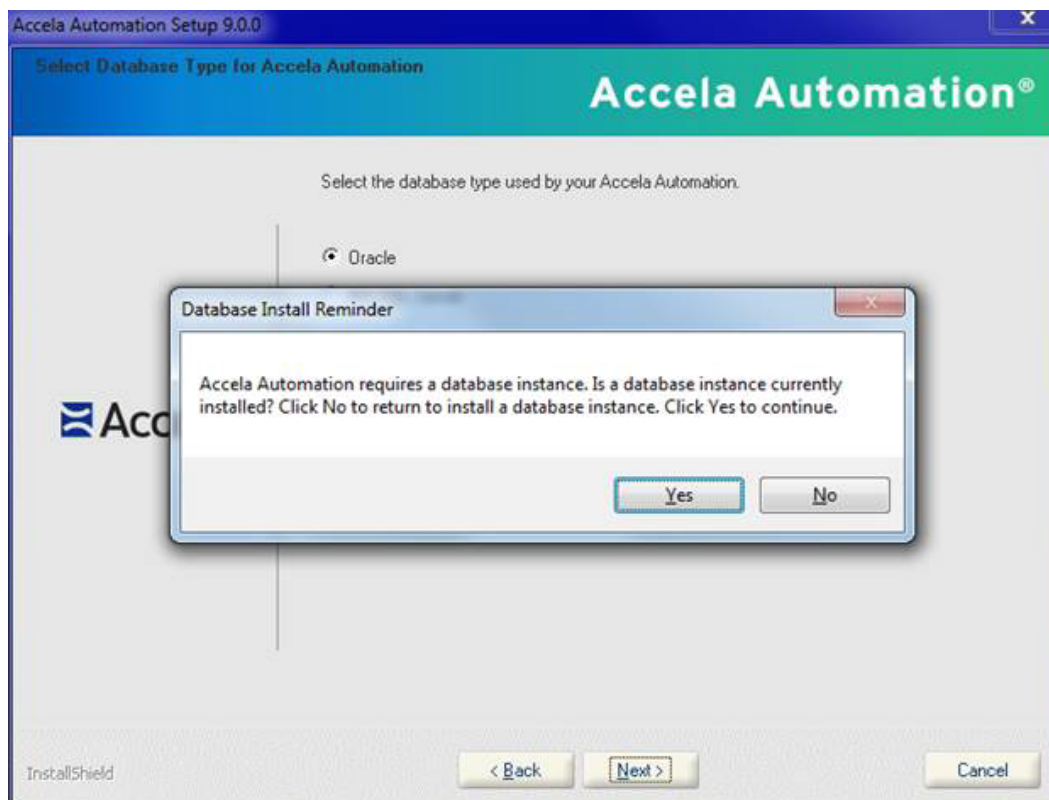 Accela Automation Setup 9.0.0
Select Database Type for Accela Automation
Accela Automation®
Select the database type used by your Accela Automation.
Oracle
Database Install Reminder
Accela Automation requires a database instance. Is a database instance currently
installed? Click No to return to install a database instance. Click Yes to continue.
Acc
Yes
No
InstallShield
< Back
Next >
Cancel